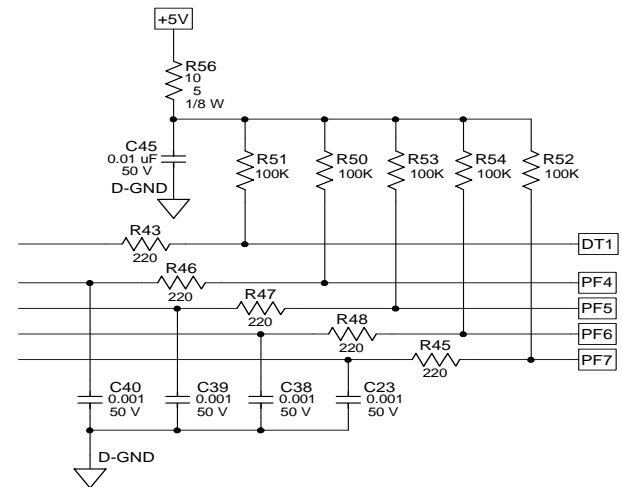 +5V
R56
10
5
1/8 W
C45
0.01 uF
50 V
D-GND
R51
100K
R50
100K
R53
100K
R54
100K
R52
100K
R43
220
DT1
R46
220
PF4
R47
220
PF5
R48
220
PF6
R45
220
PF7
C40
0.001
50 V
C39
0.001
50 V
C38
0.001
50 V
C23
0.001
50 V
D-GND